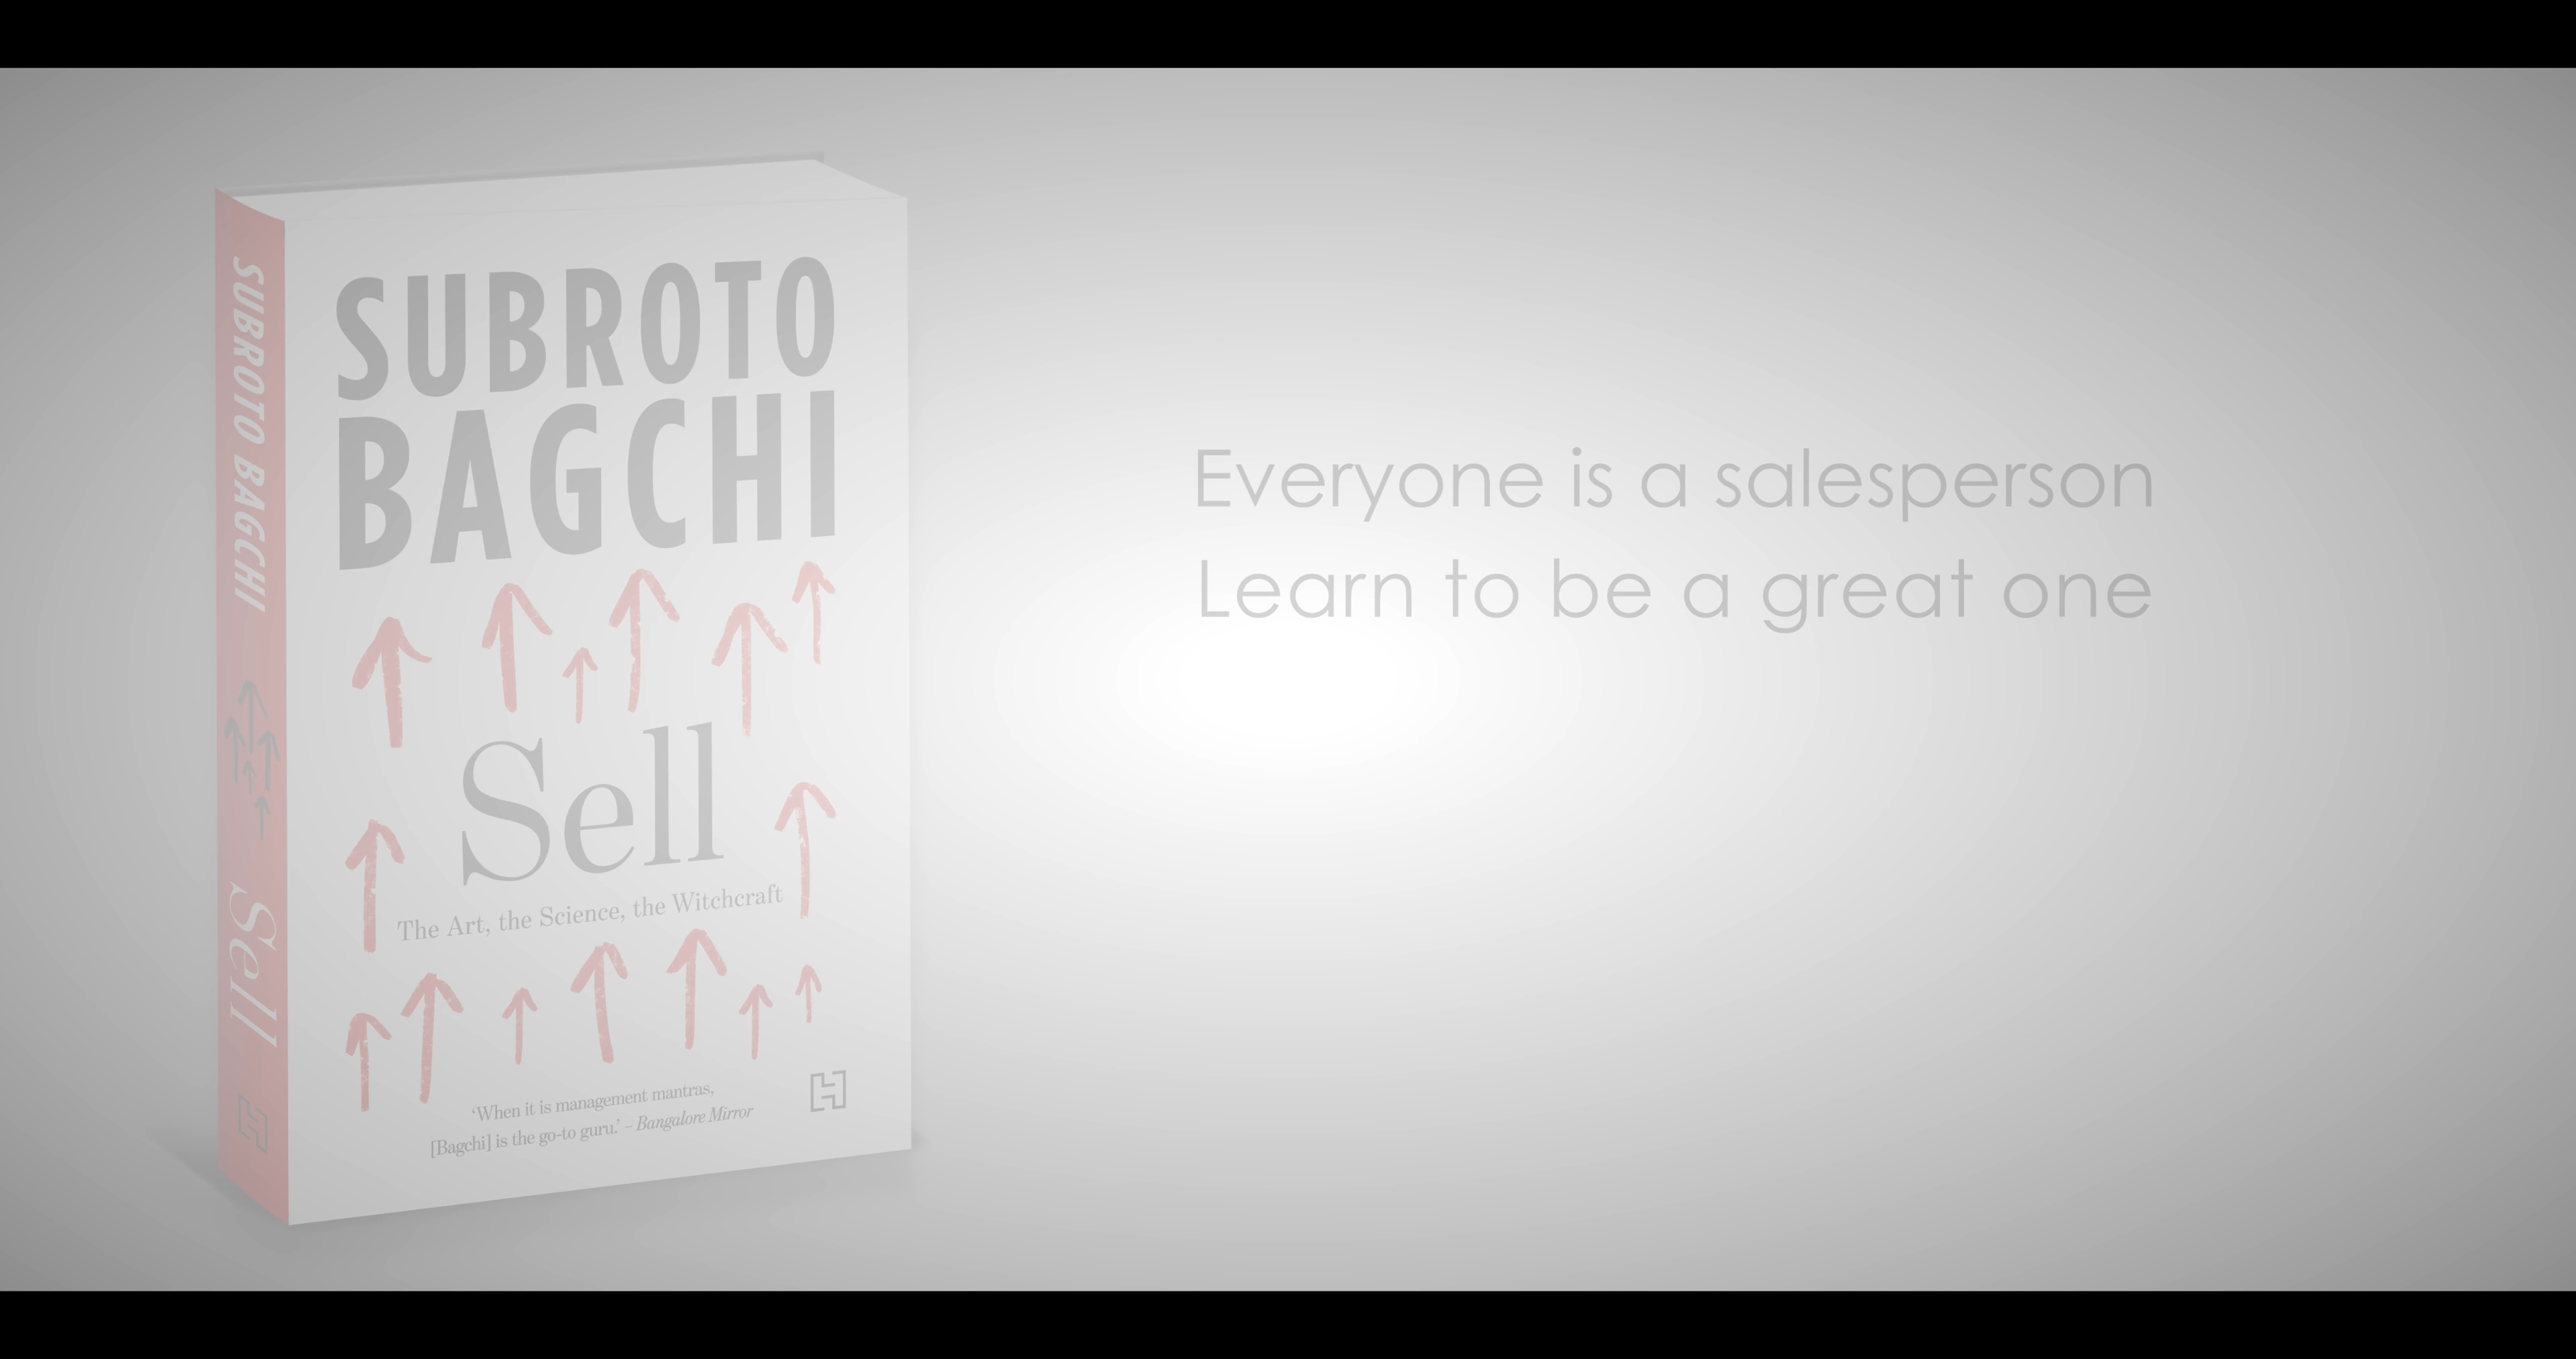 SUBROTO BAGCHI
Sell
SUBROTO
BAGCHI
Sell
The Art, the Science, the Witchcraft
‘When it is management mantras,
[Bagchi] is the go-to guru.’ – Bangalore Mirror
Everyone is a salesperson
Learn to be a great one